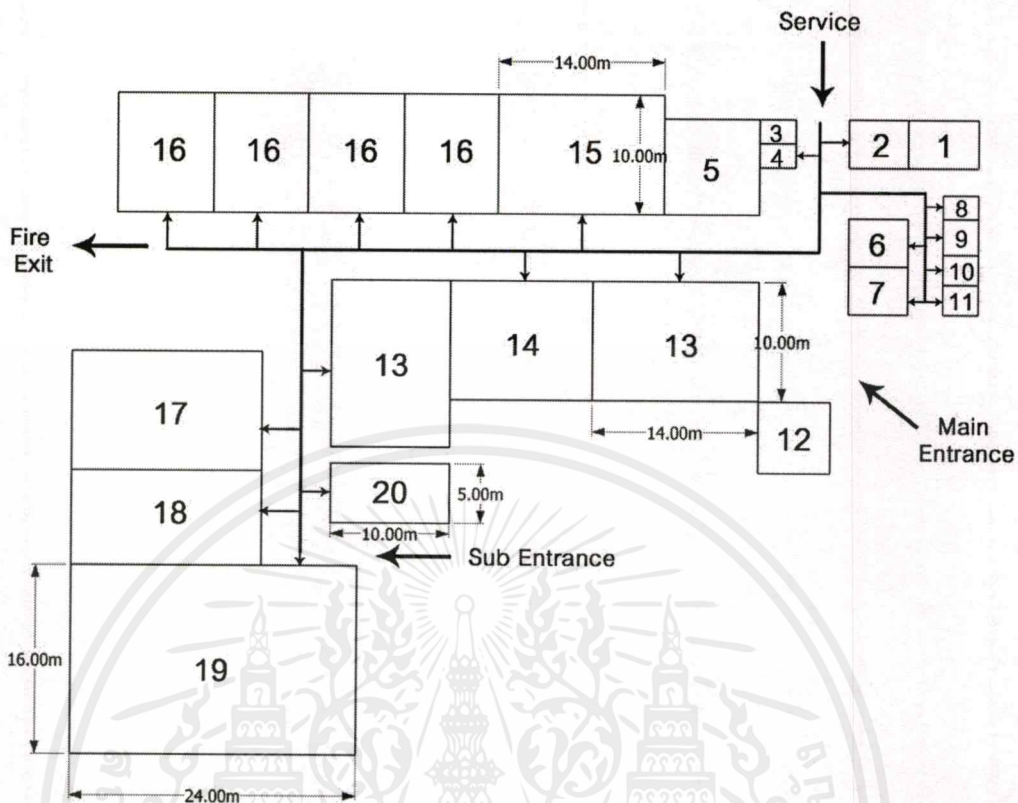 Service
14.00m
16
16
16
16
15
10.00m
5
3
4
2
1
Fire
Exit
6
7
8
9
10
11
13
14
13
10.00m
14.00m
12
Main
Entrance
17
18
20
5.00m
10.00m
Sub Entrance
16.00m
19
24.00m